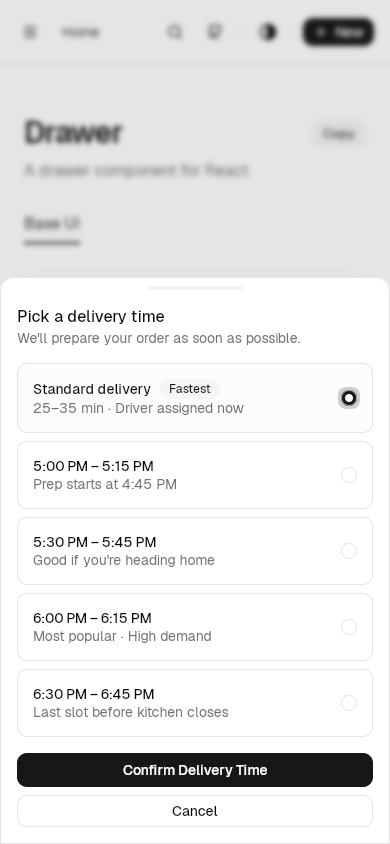 Home
New
Drawer
Copy
A drawer component for React.
Base UI
Pick a delivery time
We'll prepare your order as soon as possible.
Standard delivery Fastest
25–35 min · Driver assigned now
5:00 PM – 5:15 PM
Prep starts at 4:45 PM
5:30 PM – 5:45 PM
Good if you're heading home
6:00 PM – 6:15 PM
Most popular · High demand
6:30 PM – 6:45 PM
Last slot before kitchen closes
Confirm Delivery Time
Cancel